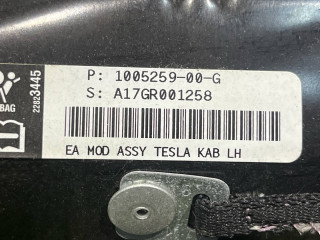 P: 1005259-00-G
S: A17GR001258
EA MOD ASSY TESLA KAB LH
BAG
22823445